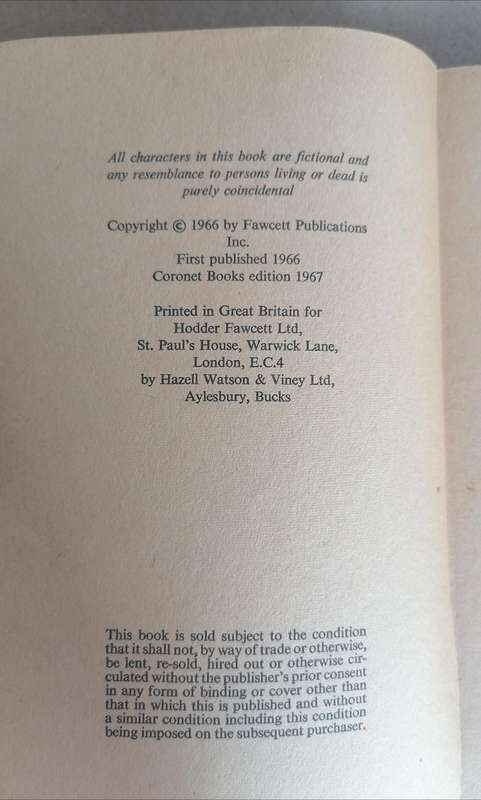 All characters in this book are fictional and
any resemblance to persons living or dead is
purely coincidental
Copyright © 1966 by Fawcett Publications
Inc.
First published 1966
Coronet Books edition 1967
Printed in Great Britain for
Hodder Fawcett Ltd,
St. Paul's House, Warwick Lane,
London, E.C.4
by Hazell Watson & Viney Ltd,
Aylesbury, Bucks
This book is sold subject to the condition
that it shall not, by way of trade or otherwise,
be lent, re-sold, hired out or otherwise cir-
culated without the publisher's prior consent
in any form of binding or cover other than
that in which this is published and without
a similar condition including this condition
being imposed on the subsequent purchaser.